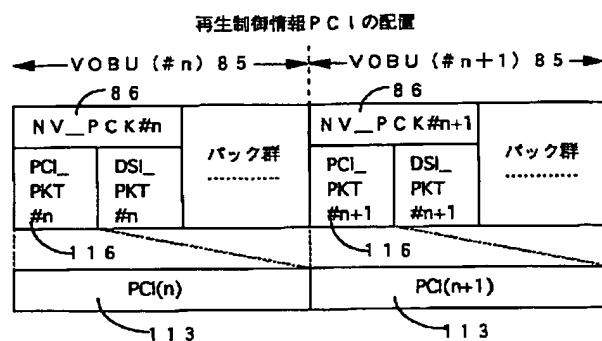 再生制御情報PCIの配置
VOBU(#n)85 VOBU(#n+1)85
86 86
NV__PCK#n パック群 NV__PCK#n+1 パック群
PCI_ DSI_ PCI_ DSI_
PKT PKT PKT PKT
#n #n #n+1 #n+1
116 116
PCI(n) PCI(n+1)
113 113